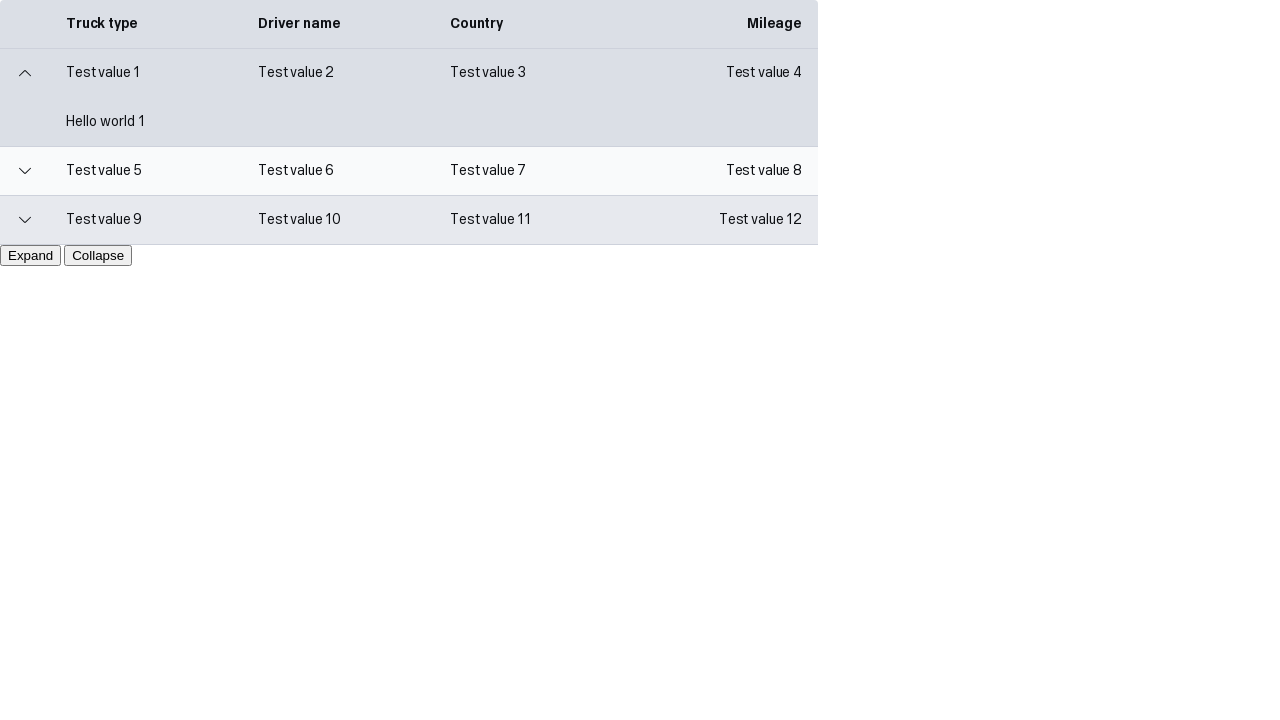 Truck type Driver name Country Mileage
Test value 1 Test value 2 Test value 3 Test value 4
Hello world 1
Test value 5 Test value 6 Test value 7 Test value 8
Test value 9 Test value 10 Test value 11 Test value 12
Expand Collapse